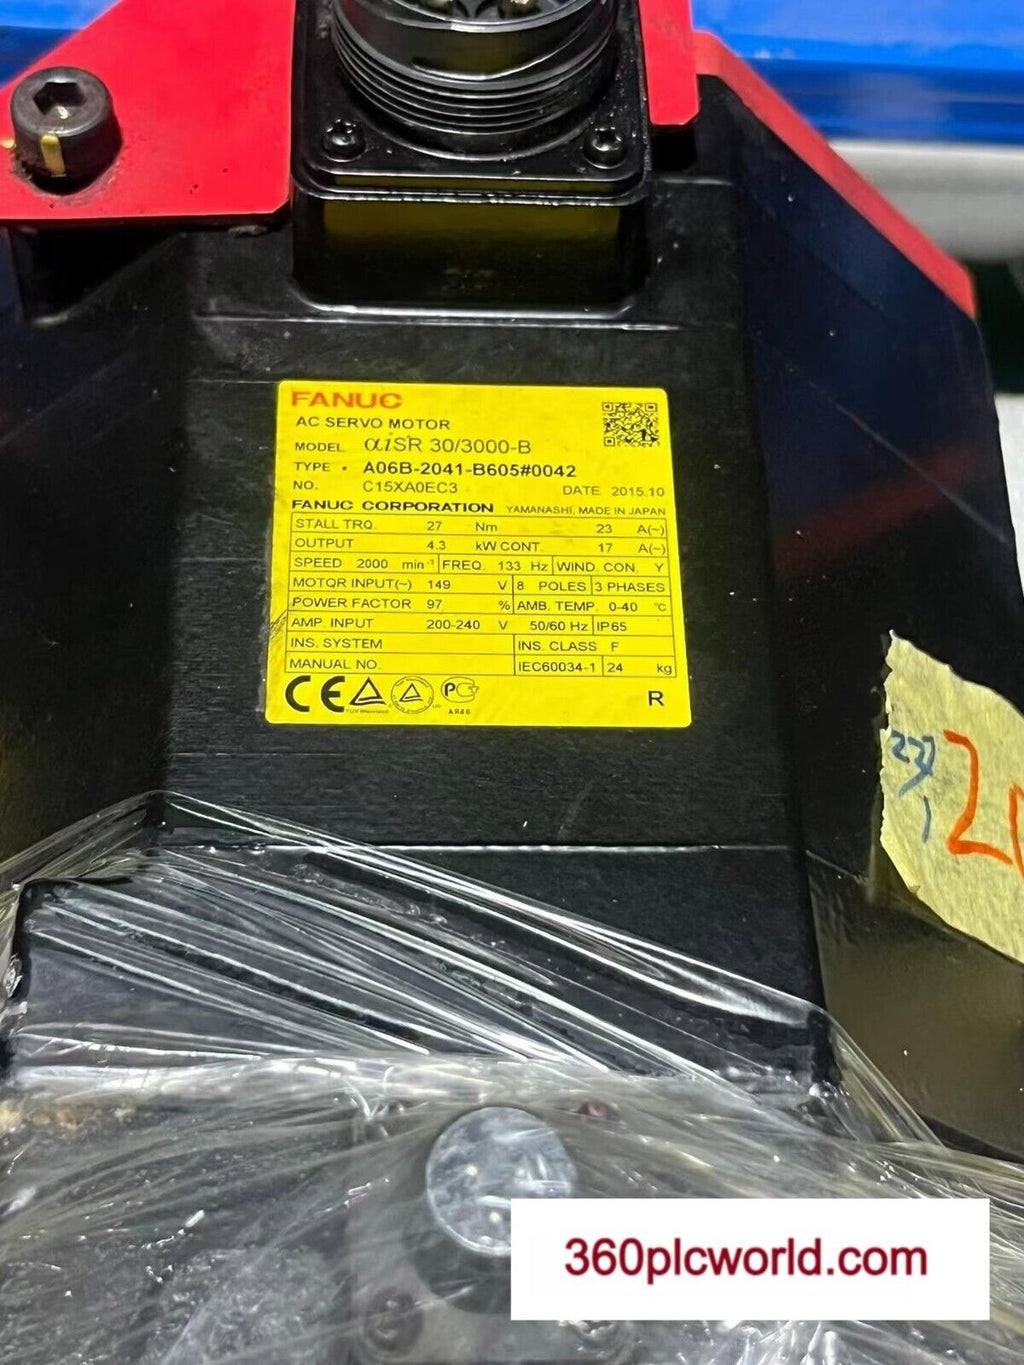 FANUC
AC SERVO MOTOR
MODEL αiSR 30/3000-B
TYPE A06B-2041-B605#0042
NO. C15XA0EC3 DATE 2015.10
FANUC CORPORATION YAMANASHI, MADE IN JAPAN
STALL TRQ. 27 Nm 23 A(~)
OUTPUT 4.3 kW CONT. 17 A(~)
SPEED 2000 min-1 FREQ. 133 Hz WIND. CON. Y
MOTOR INPUT(~) 149 V 8 POLES 3 PHASES
POWER FACTOR 97 % AMB. TEMP. 0-40 °C
AMP. INPUT 200-240 V 50/60 Hz IP65
INS. SYSTEM INS. CLASS F
MANUAL NO. IEC60034-1 24 kg
CE R
TUV Rheinland
360plcworld.com